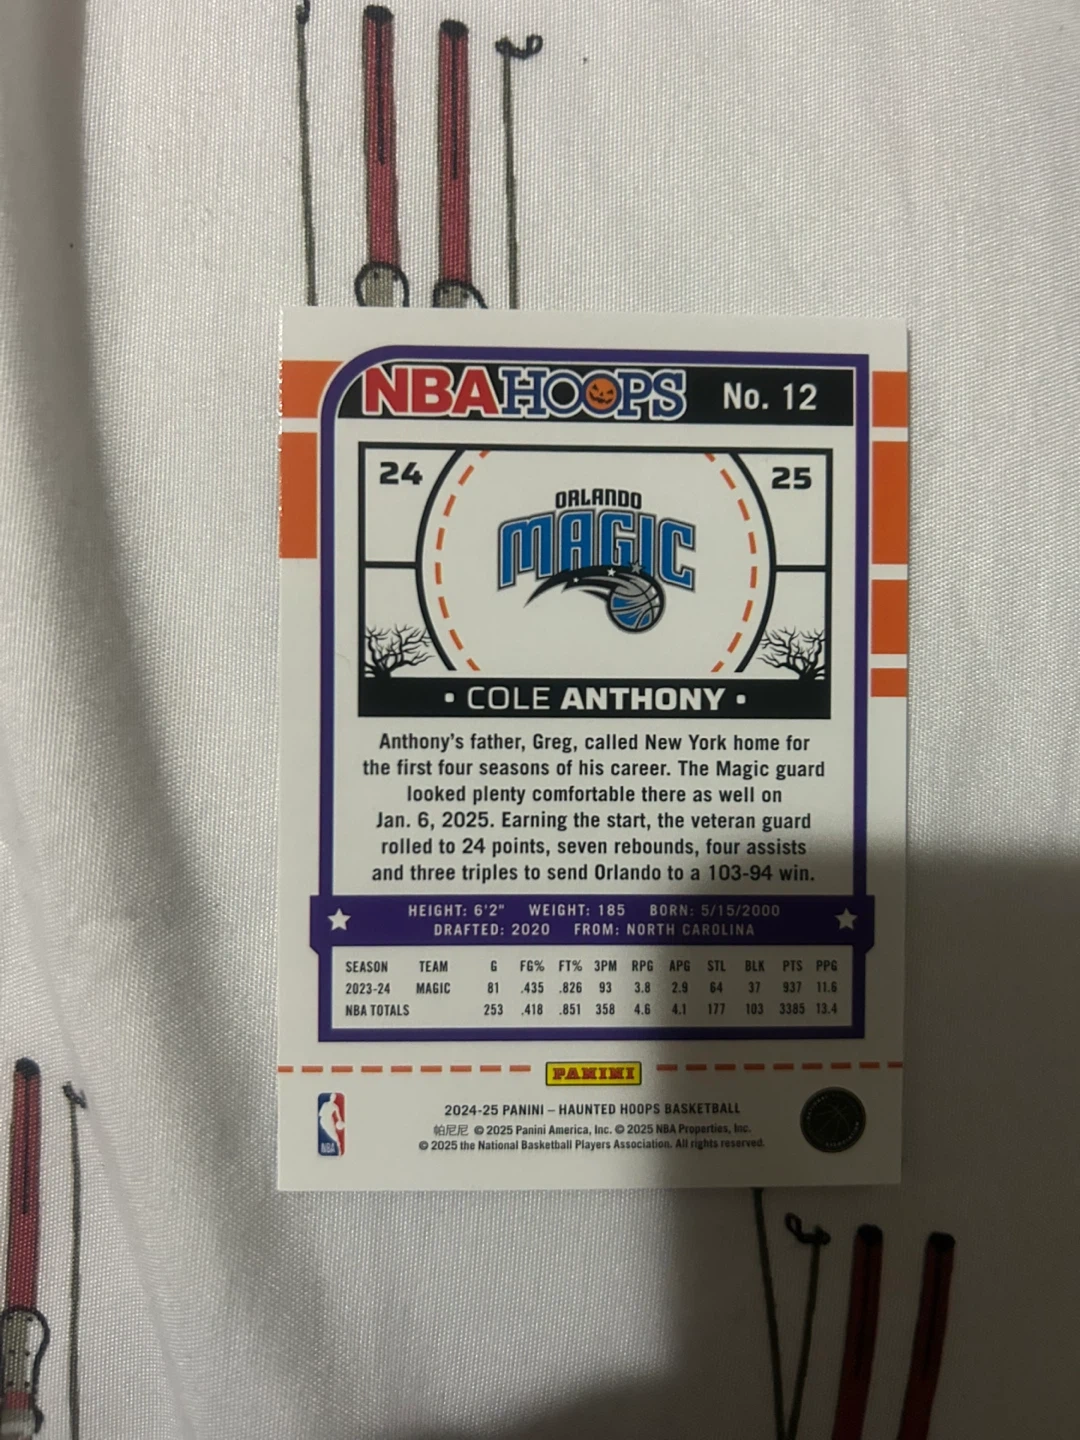 NBA HOOPS No. 12
24 25
ORLANDO
MAGIC
• COLE ANTHONY •
Anthony's father, Greg, called New York home for
the first four seasons of his career. The Magic guard
looked plenty comfortable there as well on
Jan. 6, 2025. Earning the start, the veteran guard
rolled to 24 points, seven rebounds, four assists
and three triples to send Orlando to a 103-94 win.
HEIGHT: 6'2" WEIGHT: 185 BORN: 5/15/2000
DRAFTED: 2020 FROM: NORTH CAROLINA
SEASON TEAM G FG% FT% 3PM RPG APG STL BLK PTS PPG
2023-24 MAGIC 81 .435 .826 93 3.8 2.9 64 37 937 11.6
NBA TOTALS 253 .418 .851 358 4.6 4.1 177 103 3385 13.4
PANINI
2024-25 PANINI – HAUNTED HOOPS BASKETBALL
帕尼尼 © 2025 Panini America, Inc. © 2025 NBA Properties, Inc.
© 2025 the National Basketball Players Association. All rights reserved.
NBA